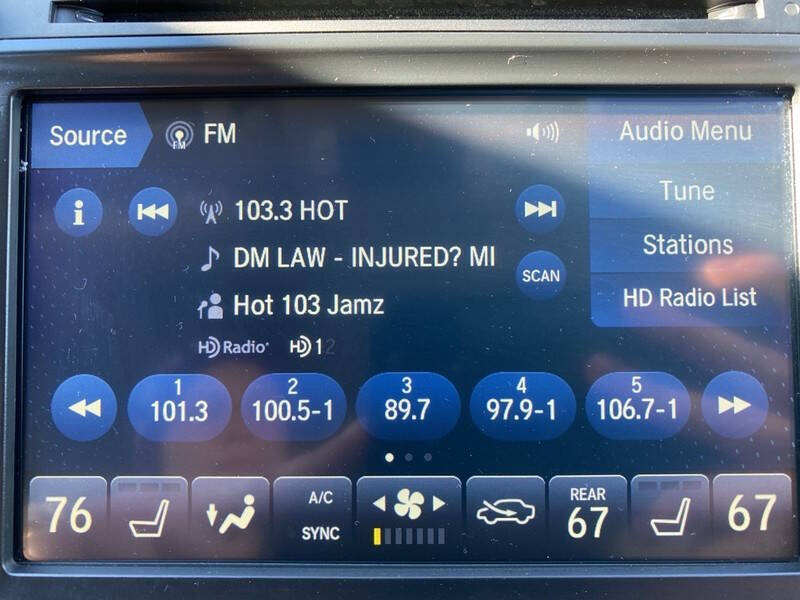 Source
FM
FM
Audio Menu
i
103.3 HOT
Tune
DM LAW - INJURED? MI
SCAN
Stations
Hot 103 Jamz
HD Radio List
HD Radio
HD 1 2
1
101.3
2
100.5-1
3
89.7
4
97.9-1
5
106.7-1
76
A/C
SYNC
REAR
67
67